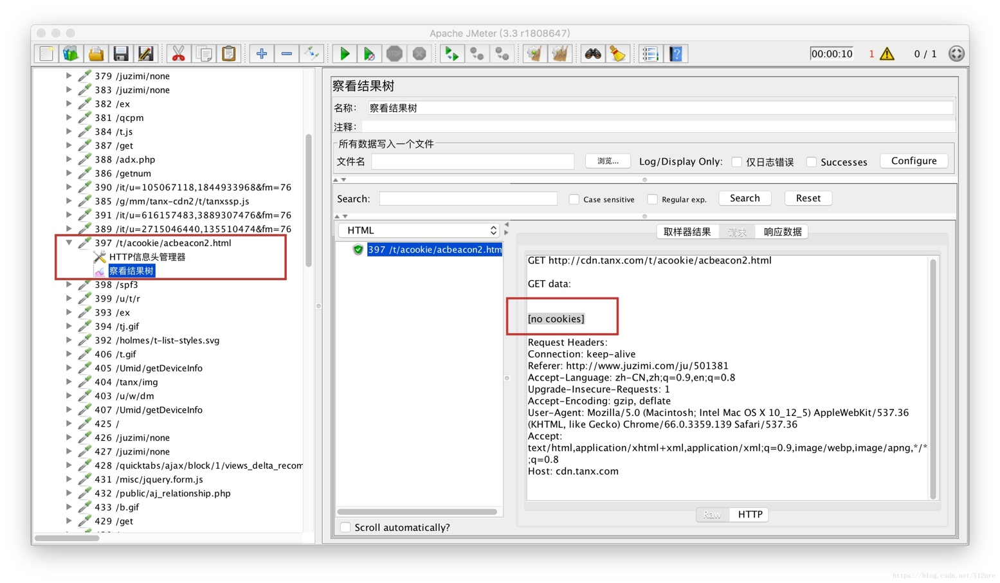 Apache JMeter (3.3 r1808647)
00:00:10 1 0 / 1
379 /juzimi/none
383 /juzimi/none
382 /ex
381 /qcpm
384 /t.js
387 /get
388 /adx.php
386 /getnum
390 /it/u=105067118,1844933968&fm=76
385 /g/mm/tanx-cdn2/t/tanxssp.js
391 /it/u=616157483,3889307476&fm=76
389 /it/u=2715046440,135510474&fm=76
397 /t/acookie/acbeacon2.html
HTTP信息头管理器
察看结果树
398 /spf3
399 /u/t/r
393 /ex
394 /tj.gif
392 /holmes/t-list-styles.svg
406 /t.gif
405 /Umid/getDeviceInfo
404 /tanx/img
403 /u/w/dm
407 /Umid/getDeviceInfo
425 /
426 /juzimi/none
427 /juzimi/none
428 /quicktabs/ajax/block/1/views_delta_recom
431 /misc/jquery.form.js
432 /public/aj_relationship.php
433 /b.gif
429 /get
察看结果树
名称： 察看结果树
注释：
所有数据写入一个文件
文件名 浏览... Log/Display Only: 仅日志错误 Successes Configure
Search: Case sensitive Regular exp. Search Reset
HTML
397 /t/acookie/acbeacon2.htm
Scroll automatically?
取样器结果 请求 响应数据
GET http://cdn.tanx.com/t/acookie/acbeacon2.html
GET data:
[no cookies]
Request Headers:
Connection: keep-alive
Referer: http://www.juzimi.com/ju/501381
Accept-Language: zh-CN,zh;q=0.9,en;q=0.8
Upgrade-Insecure-Requests: 1
Accept-Encoding: gzip, deflate
User-Agent: Mozilla/5.0 (Macintosh; Intel Mac OS X 10_12_5) AppleWebKit/537.36
(KHTML, like Gecko) Chrome/66.0.3359.139 Safari/537.36
Accept:
text/html,application/xhtml+xml,application/xml;q=0.9,image/webp,image/apng,*/*
;q=0.8
Host: cdn.tanx.com
Raw HTTP
https://blog.csdn.net/Y12nre